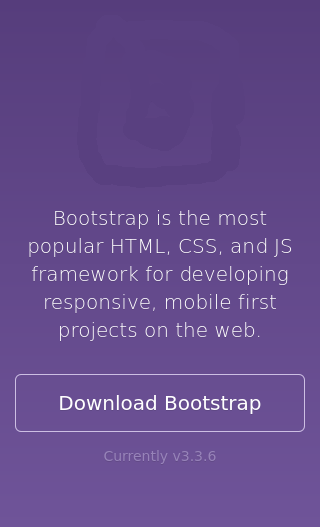 Bootstrap is the most
popular HTML, CSS, and JS
framework for developing
responsive, mobile first
projects on the web.
Download Bootstrap
Currently v3.3.6